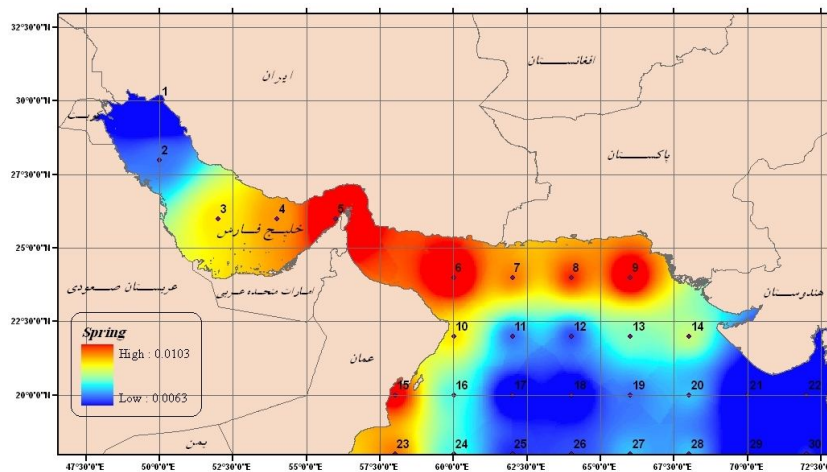 32°30'0"N
ایران
افغانستان
30°0'0"N
1
پاکستان
2
27°30'0"N
3 4 5
خلیج فارس
25°0'0"N
6 7 8 9
عربستان صعودی
امارات متحده عربی
هندوستان
22°30'0"N
Spring
High : 0.0103
Low : 0.0063
10 11 12 13 14
عمان
20°0'0"N
15 16 17 18 19 20 21 22
یمن
23 24 25 26 27 28 29 30
47°30'0"E 50°0'0"E 52°30'0"E 55°0'0"E 57°30'0"E 60°0'0"E 62°30'0"E 65°0'0"E 67°30'0"E 70°0'0"E